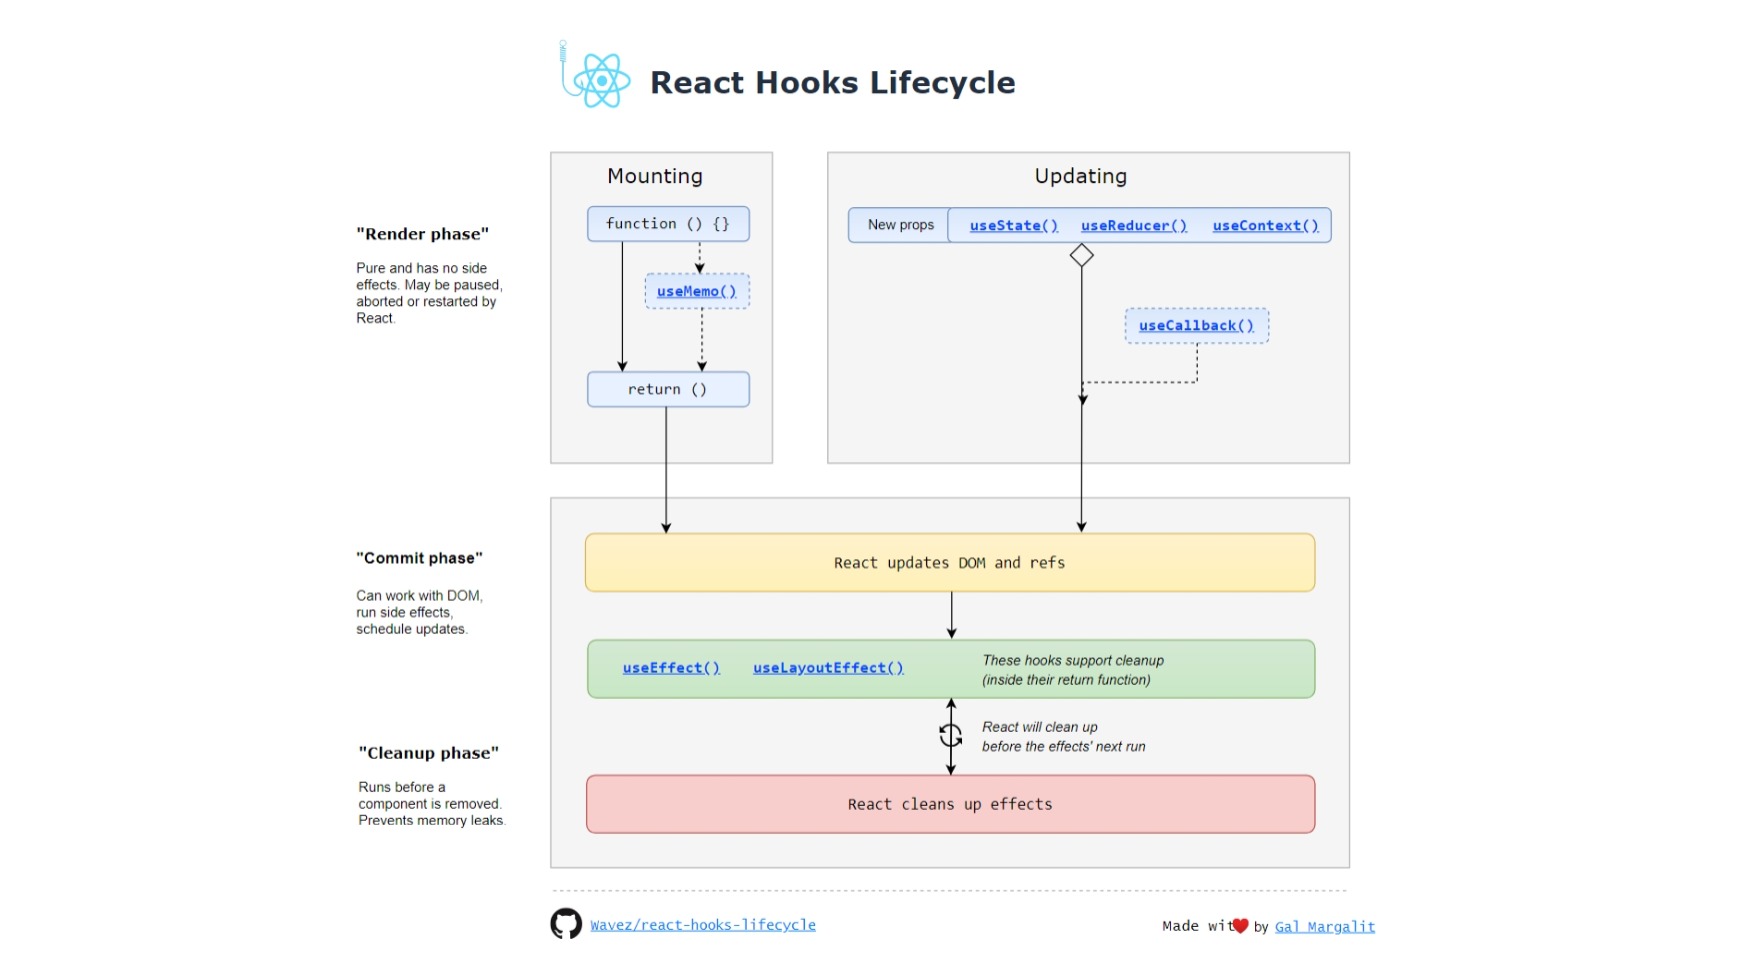 React Hooks Lifecycle
Mounting
Updating
"Render phase"
Pure and has no side
effects. May be paused,
aborted or restarted by
React.
function () {}
useMemo()
return ()
New props
useState() useReducer() useContext()
useCallback()
"Commit phase"
Can work with DOM,
run side effects,
schedule updates.
React updates DOM and refs
useEffect() useLayoutEffect()
These hooks support cleanup
(inside their return function)
React will clean up
before the effects' next run
"Cleanup phase"
Runs before a
component is removed.
Prevents memory leaks.
React cleans up effects
Wavez/react-hooks-lifecycle
Made wit❤️ by Gal Margalit